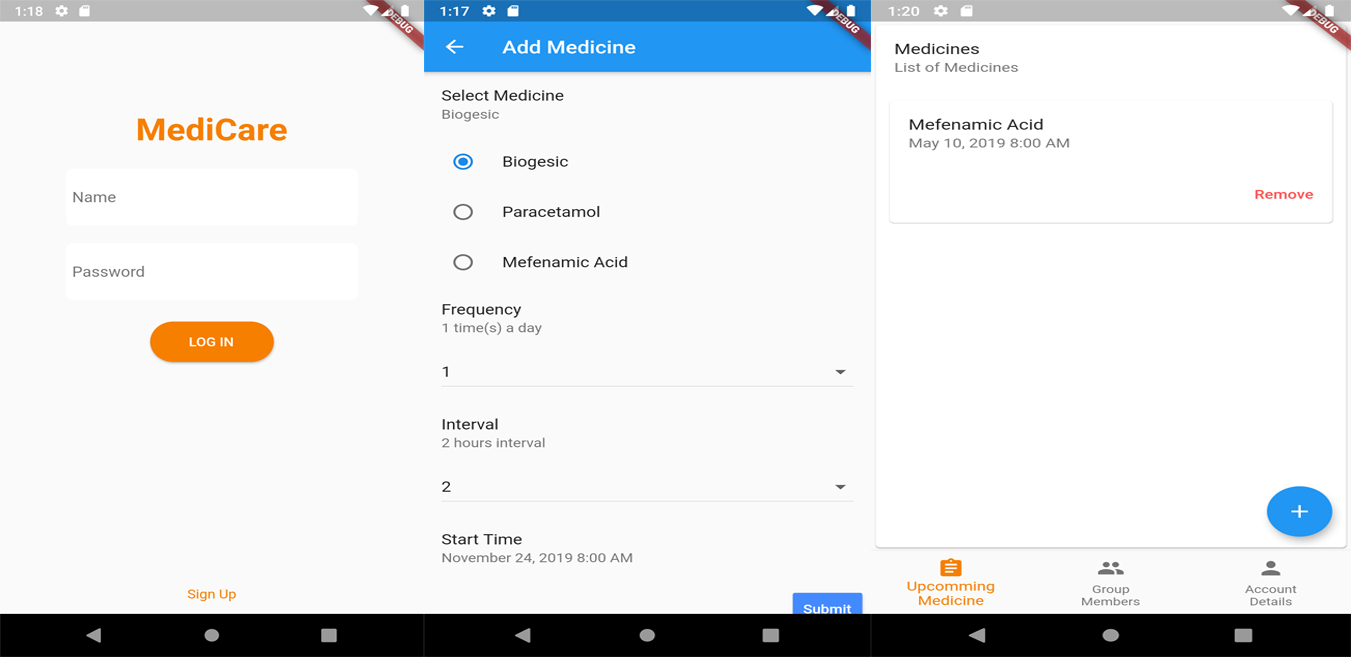 1:18
DEBUG
MediCare
Name
Password
LOG IN
Sign Up
1:17
DEBUG
Add Medicine
Select Medicine
Biogesic
Biogesic
Paracetamol
Mefenamic Acid
Frequency
1 time(s) a day
1
Interval
2 hours interval
2
Start Time
November 24, 2019 8:00 AM
Submit
1:20
DEBUG
Medicines
List of Medicines
Mefenamic Acid
May 10, 2019 8:00 AM
Remove
+
Upcomming
Medicine
Group
Members
Account
Details